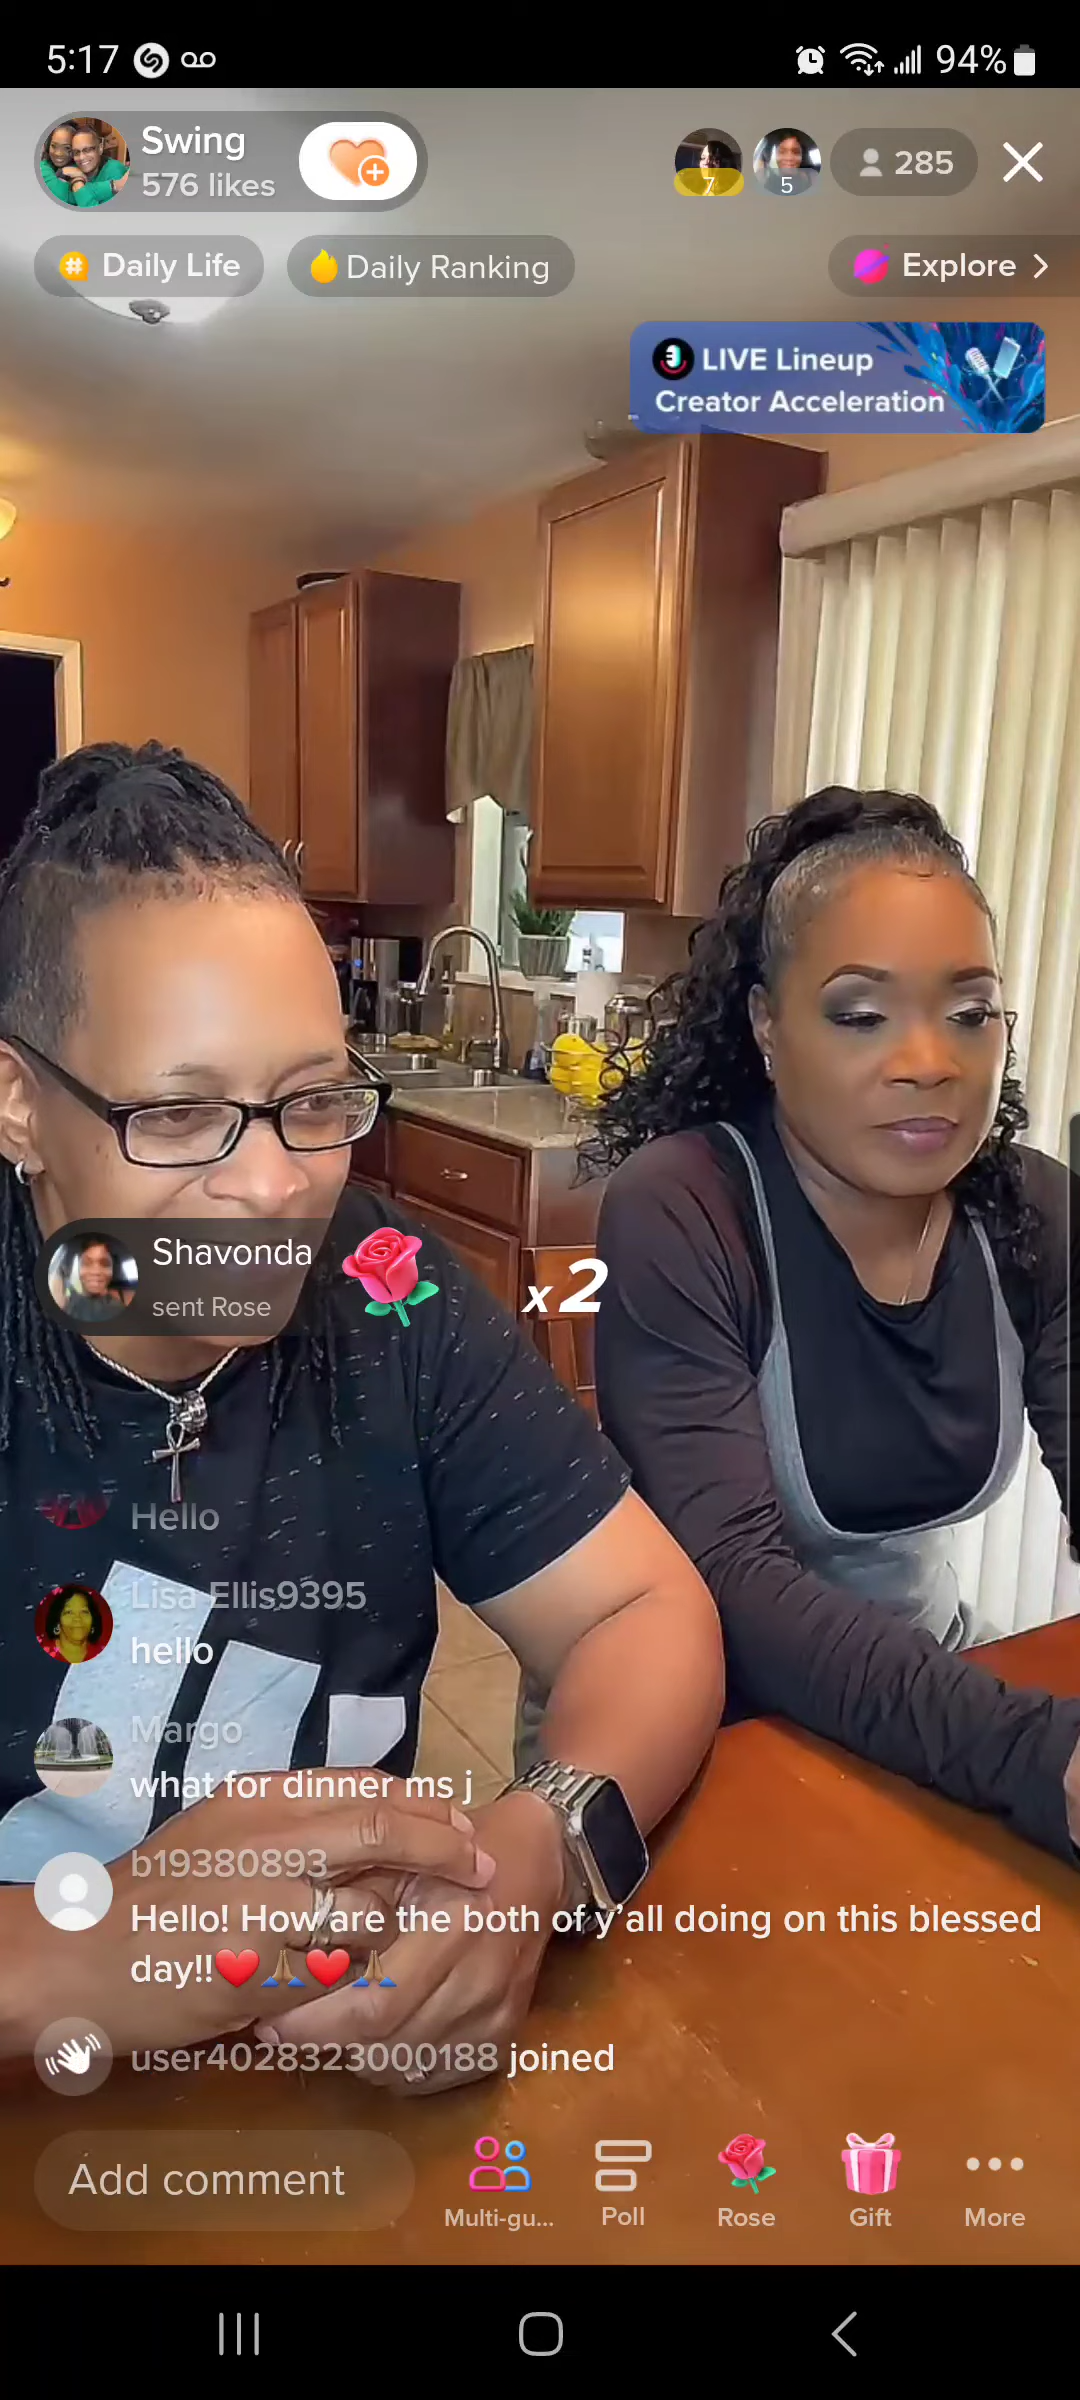 5:17
94%
Swing
576 likes
7
5
285
Daily Life
Daily Ranking
Explore
LIVE Lineup
Creator Acceleration
Shavonda
sent Rose
x2
Hello
Lisa Ellis9395
hello
Margo
what for dinner ms j
b19380893
Hello! How are the both of y'all doing on this blessed
day!!❤️🙏🏾❤️🙏🏾
user4028323000188 joined
Add comment
Multi-gu...
Poll
Rose
Gift
More